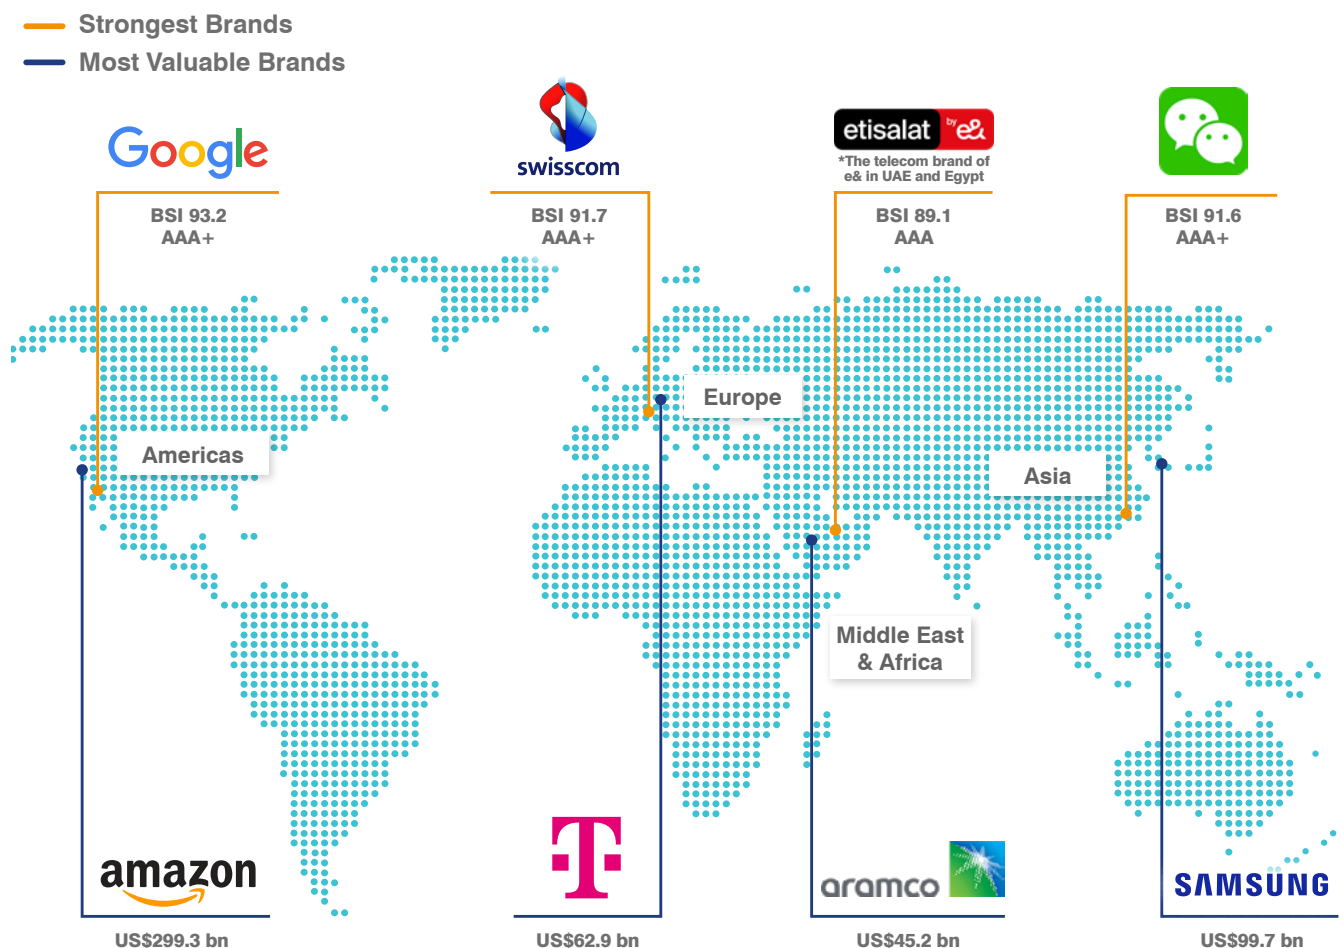 Strongest Brands
Most Valuable Brands
Google
swisscom
etisalat by e&
*The telecom brand of
e& in UAE and Egypt
BSI 93.2
AAA+
BSI 91.7
AAA+
BSI 89.1
AAA
BSI 91.6
AAA+
Europe
Americas
Asia
Middle East
& Africa
amazon
T
aramco
SAMSUNG
US$299.3 bn
US$62.9 bn
US$45.2 bn
US$99.7 bn